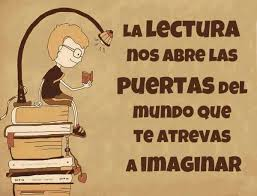 La Lectura
nos abre las
puertas del
mundo que
te atrevas
a imaginar